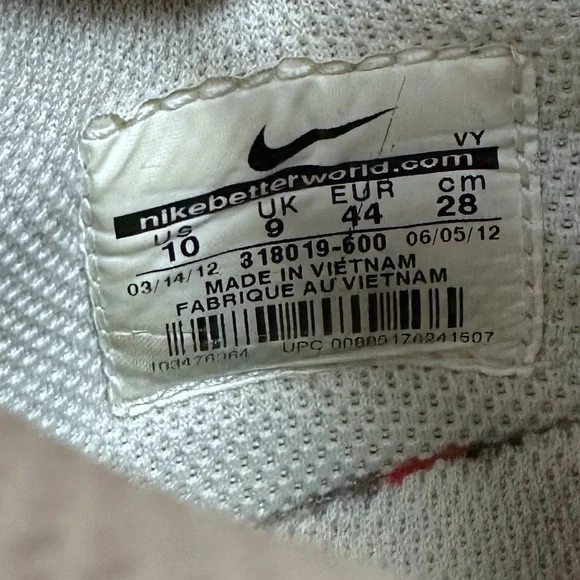 VY
nikebetterworld.com
US UK EUR cm
10 9 44 28
03/14/12 318019-600 06/05/12
MADE IN VIETNAM
FABRIQUE AU VIETNAM
UPC